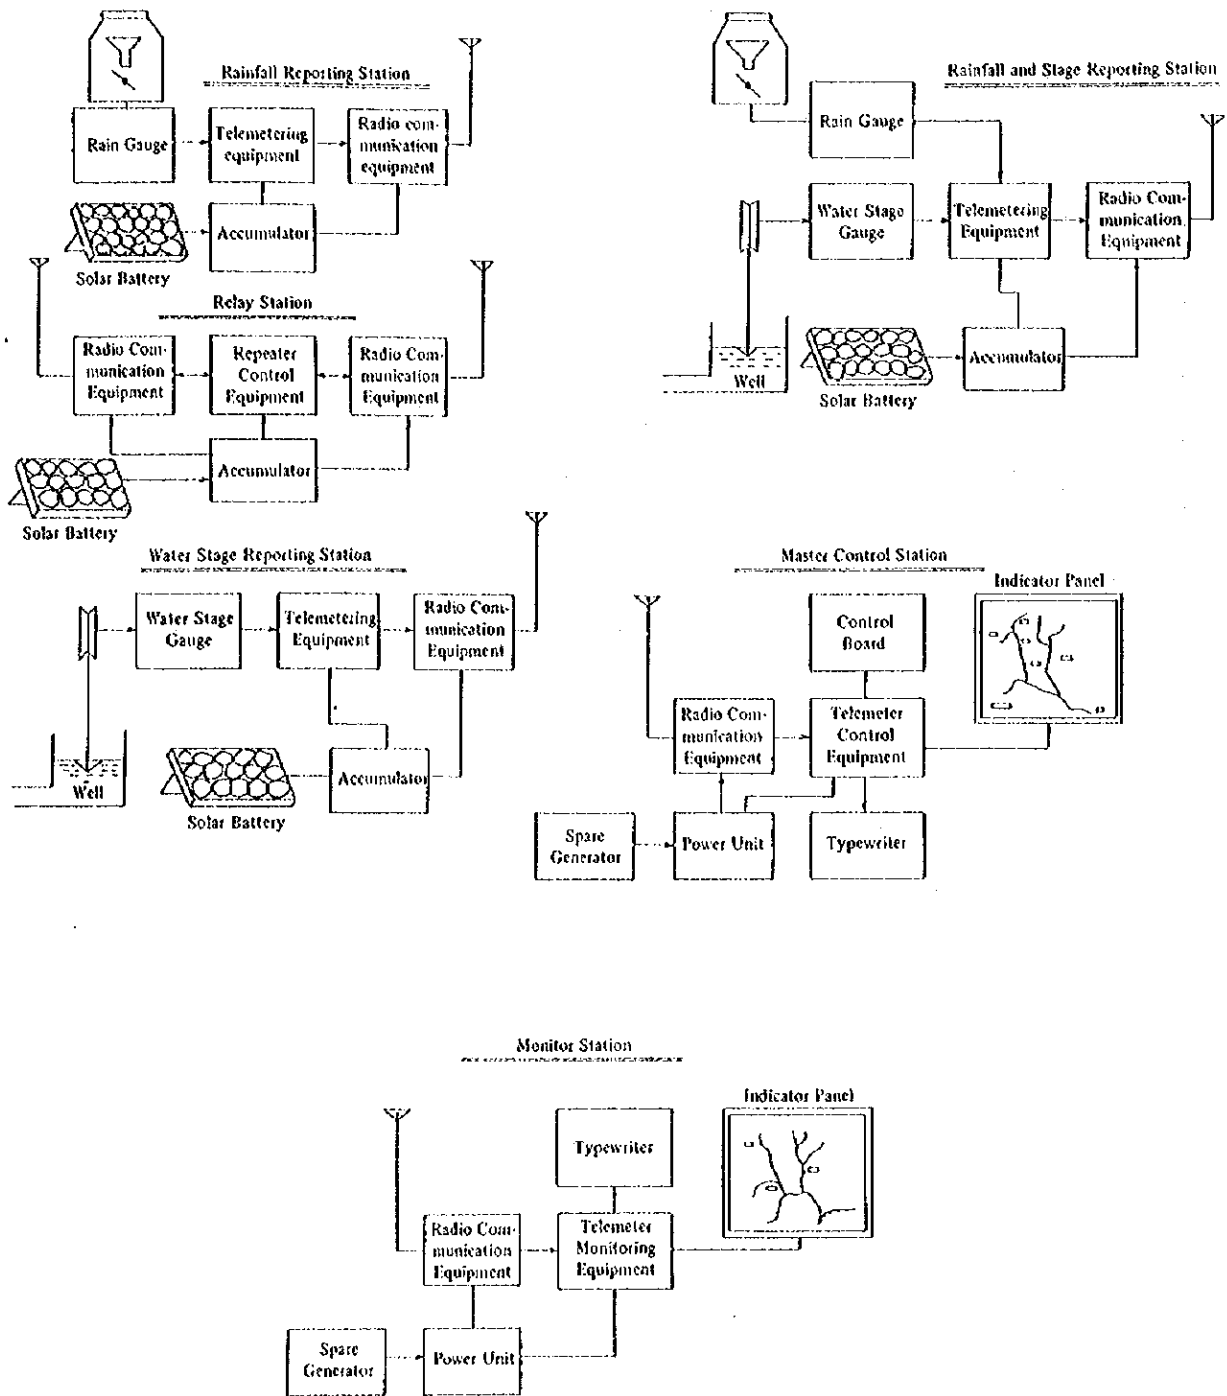 Rainfall Reporting Station
Rain Gauge
Telemetering
equipment
Radio com-
munication
equipment
Accumulator
Solar Battery
Rainfall and Stage Reporting Station
Rain Gauge
Water Stage
Gauge
Telemetering
Equipment
Radio Com-
munication
Equipment
Well
Accumulator
Solar Battery
Relay Station
Radio Com-
munication
Equipment
Repeater
Control
Equipment
Radio Com-
munication
Equipment
Accumulator
Solar Battery
Water Stage Reporting Station
Water Stage
Gauge
Telemetering
Equipment
Radio Com-
munication
Equipment
Well
Accumulator
Solar Battery
Master Control Station
Indicator Panel
Control
Board
Radio Com-
munication
Equipment
Telemeter
Control
Equipment
Spare
Generator
Power Unit
Typewriter
Monitor Station
Indicator Panel
Typewriter
Radio Com-
munication
Equipment
Telemeter
Monitoring
Equipment
Spare
Generator
Power Unit